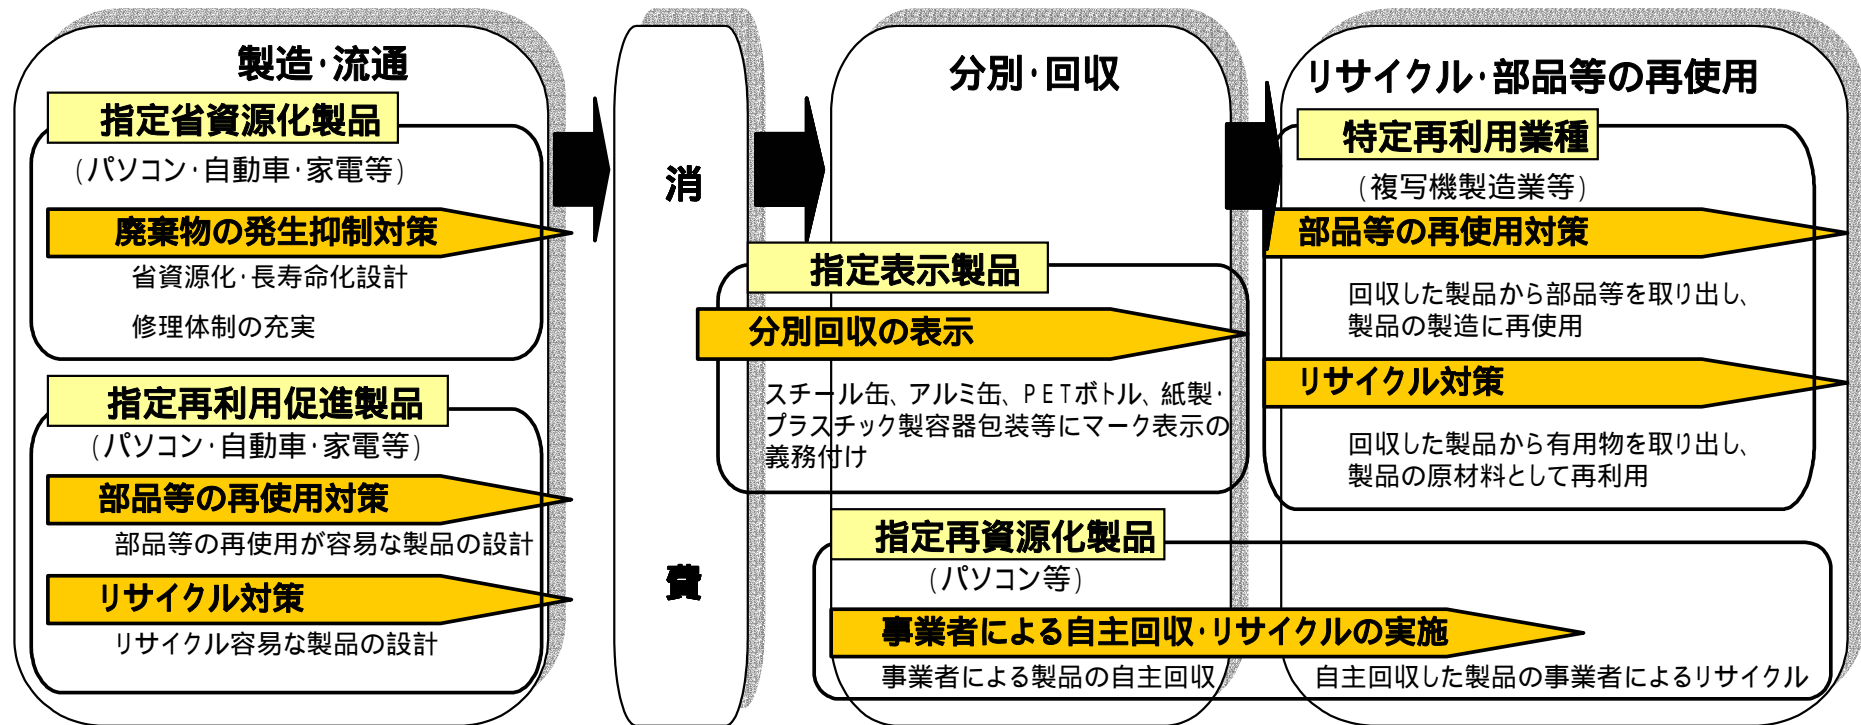 製造・流通
指定省資源化製品
(パソコン・自動車・家電等)
廃棄物の発生抑制対策
省資源化・長寿命化設計
修理体制の充実
指定再利用促進製品
(パソコン・自動車・家電等)
部品等の再使用対策
部品等の再使用が容易な製品の設計
リサイクル対策
リサイクル容易な製品の設計
消
費
分別・回収
指定表示製品
分別回収の表示
スチール缶、アルミ缶、PETボトル、紙製・
プラスチック製容器包装等にマーク表示の
義務付け
リサイクル・部品等の再使用
特定再利用業種
(複写機製造業等)
部品等の再使用対策
回収した製品から部品等を取り出し、
製品の製造に再使用
リサイクル対策
回収した製品から有用物を取り出し、
製品の原材料として再利用
指定再資源化製品
(パソコン等)
事業者による自主回収・リサイクルの実施
事業者による製品の自主回収
自主回収した製品の事業者によるリサイクル